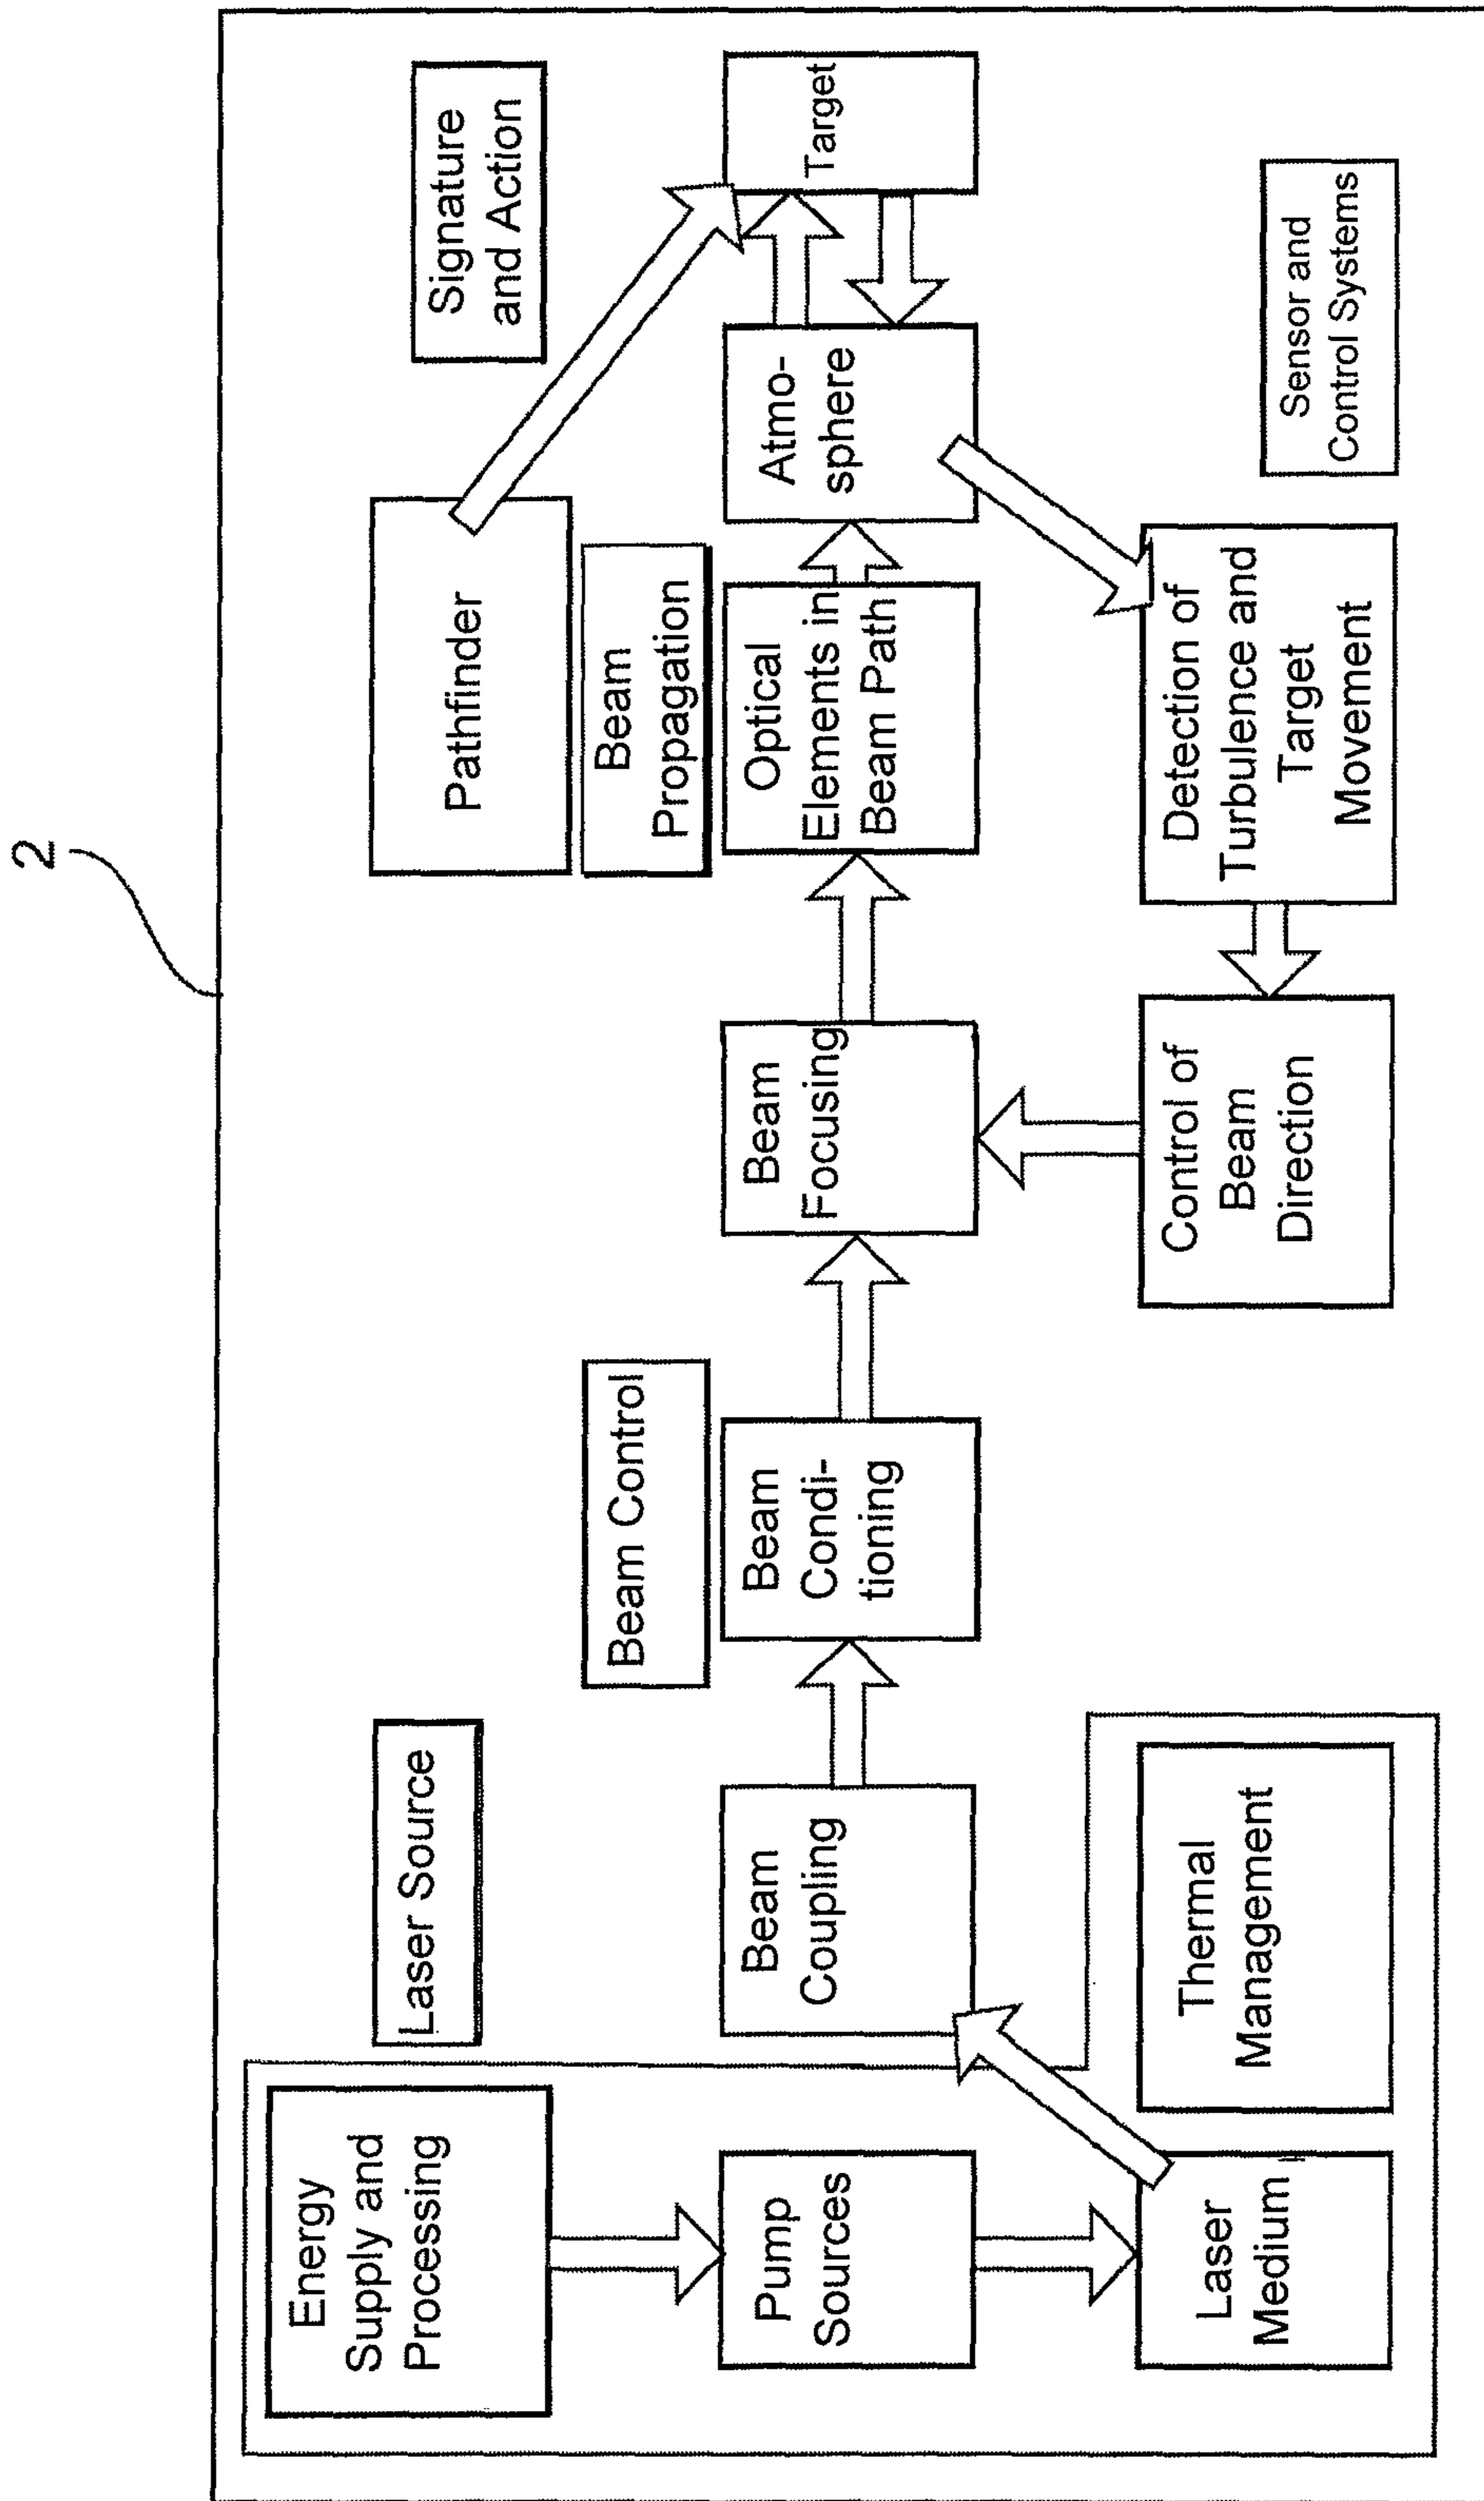 2
Energy
Supply and
Processing
Laser Source
Pathfinder
Signature
and Action
Beam Control
Beam
Propagation
Pump
Sources
Beam
Coupling
Beam
Condi-
tioning
Beam
Focusing
Optical
Elements in
Beam Path
Atmo-
sphere
Target
Laser
Medium
Thermal
Management
Control of
Beam
Direction
Detection of
Turbulence and
Target
Movement
Sensor and
Control Systems